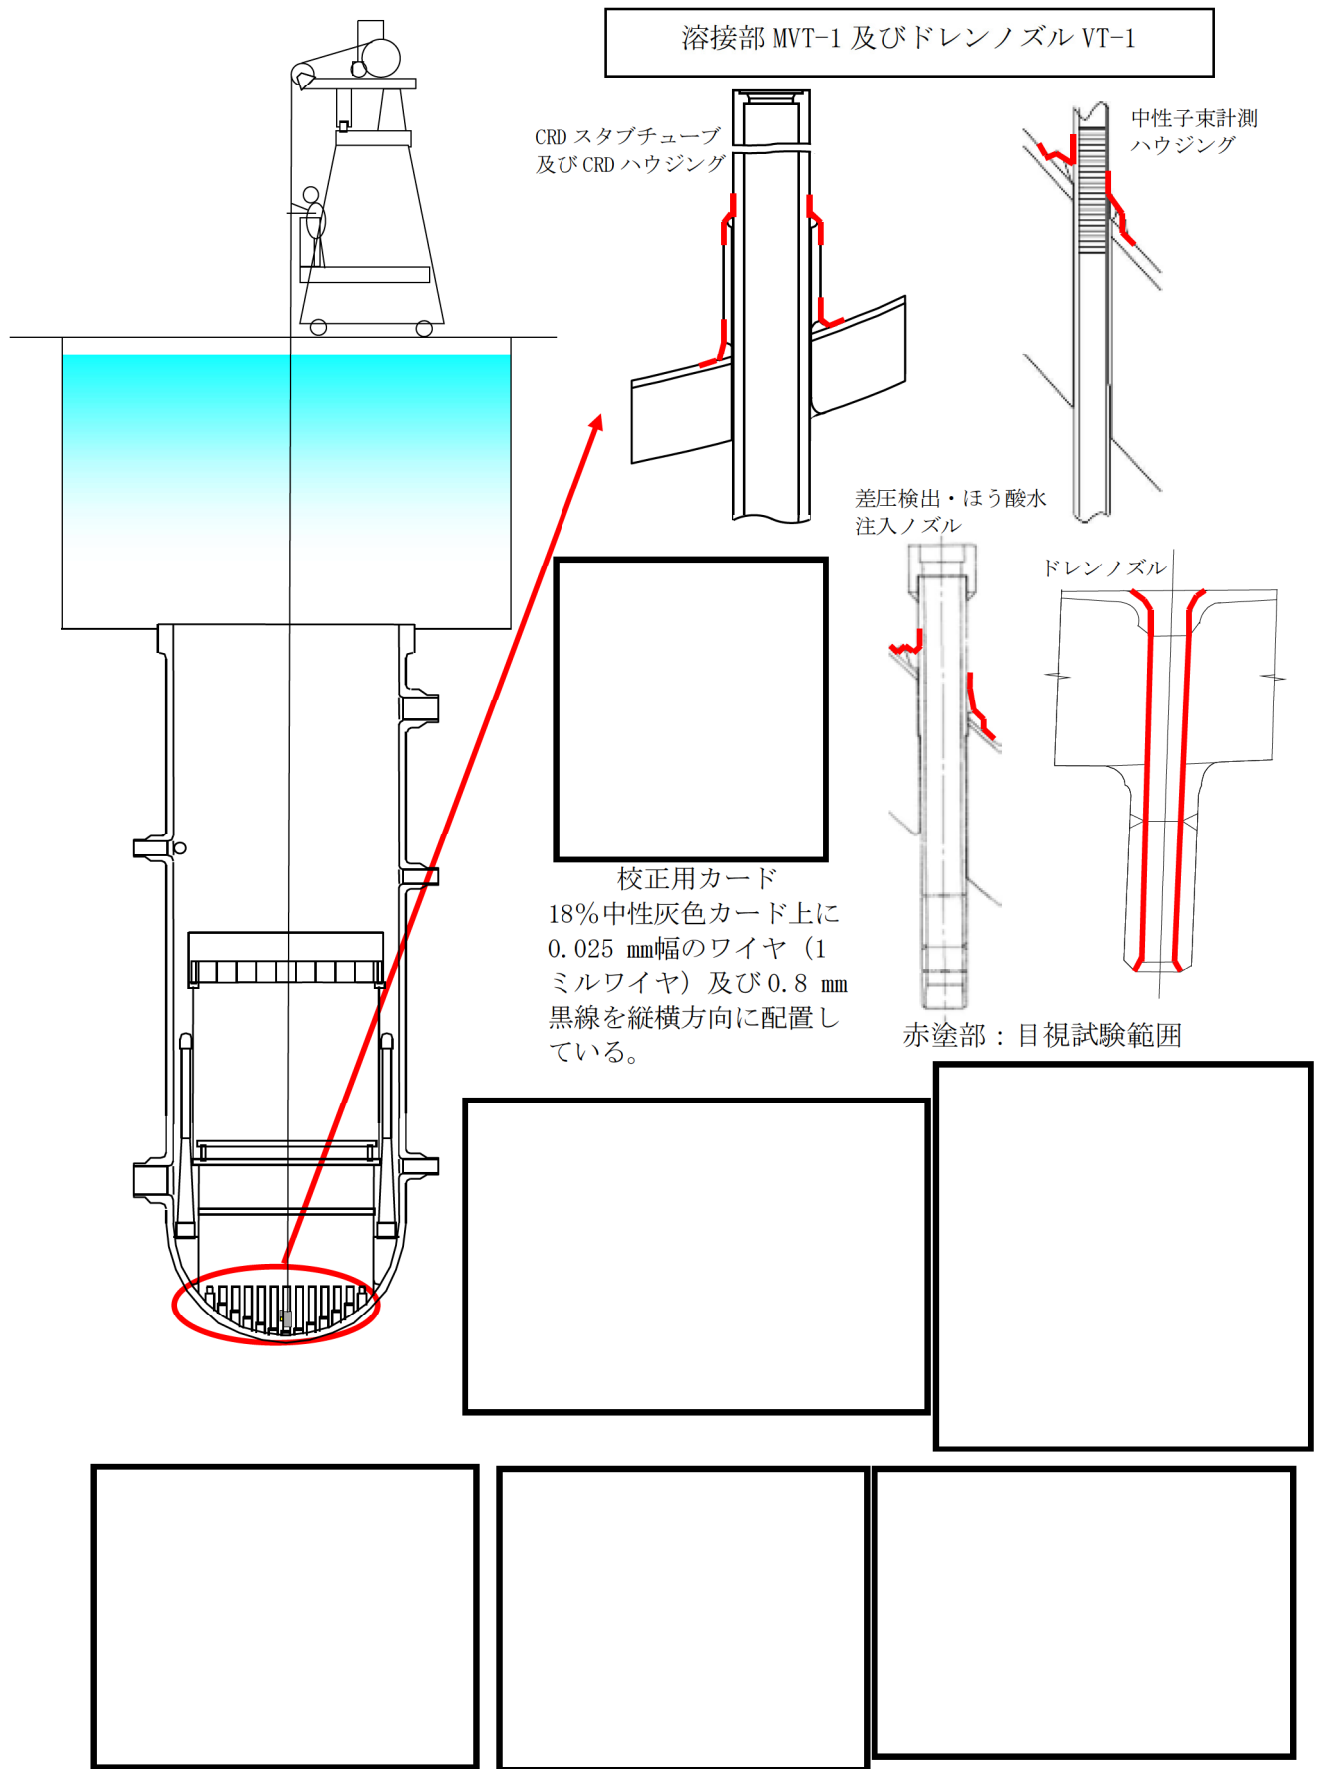 溶接部 MVT-1 及びドレンノズル VT-1
CRD スタブチューブ
及び CRD ハウジング
中性子束計測
ハウジング
差圧検出・ほう酸水
注入ノズル
ドレンノズル
校正用カード
18%中性灰色カード上に
0.025 mm幅のワイヤ（1
ミルワイヤ）及び 0.8 mm
黒線を縦横方向に配置し
ている。
赤塗部：目視試験範囲